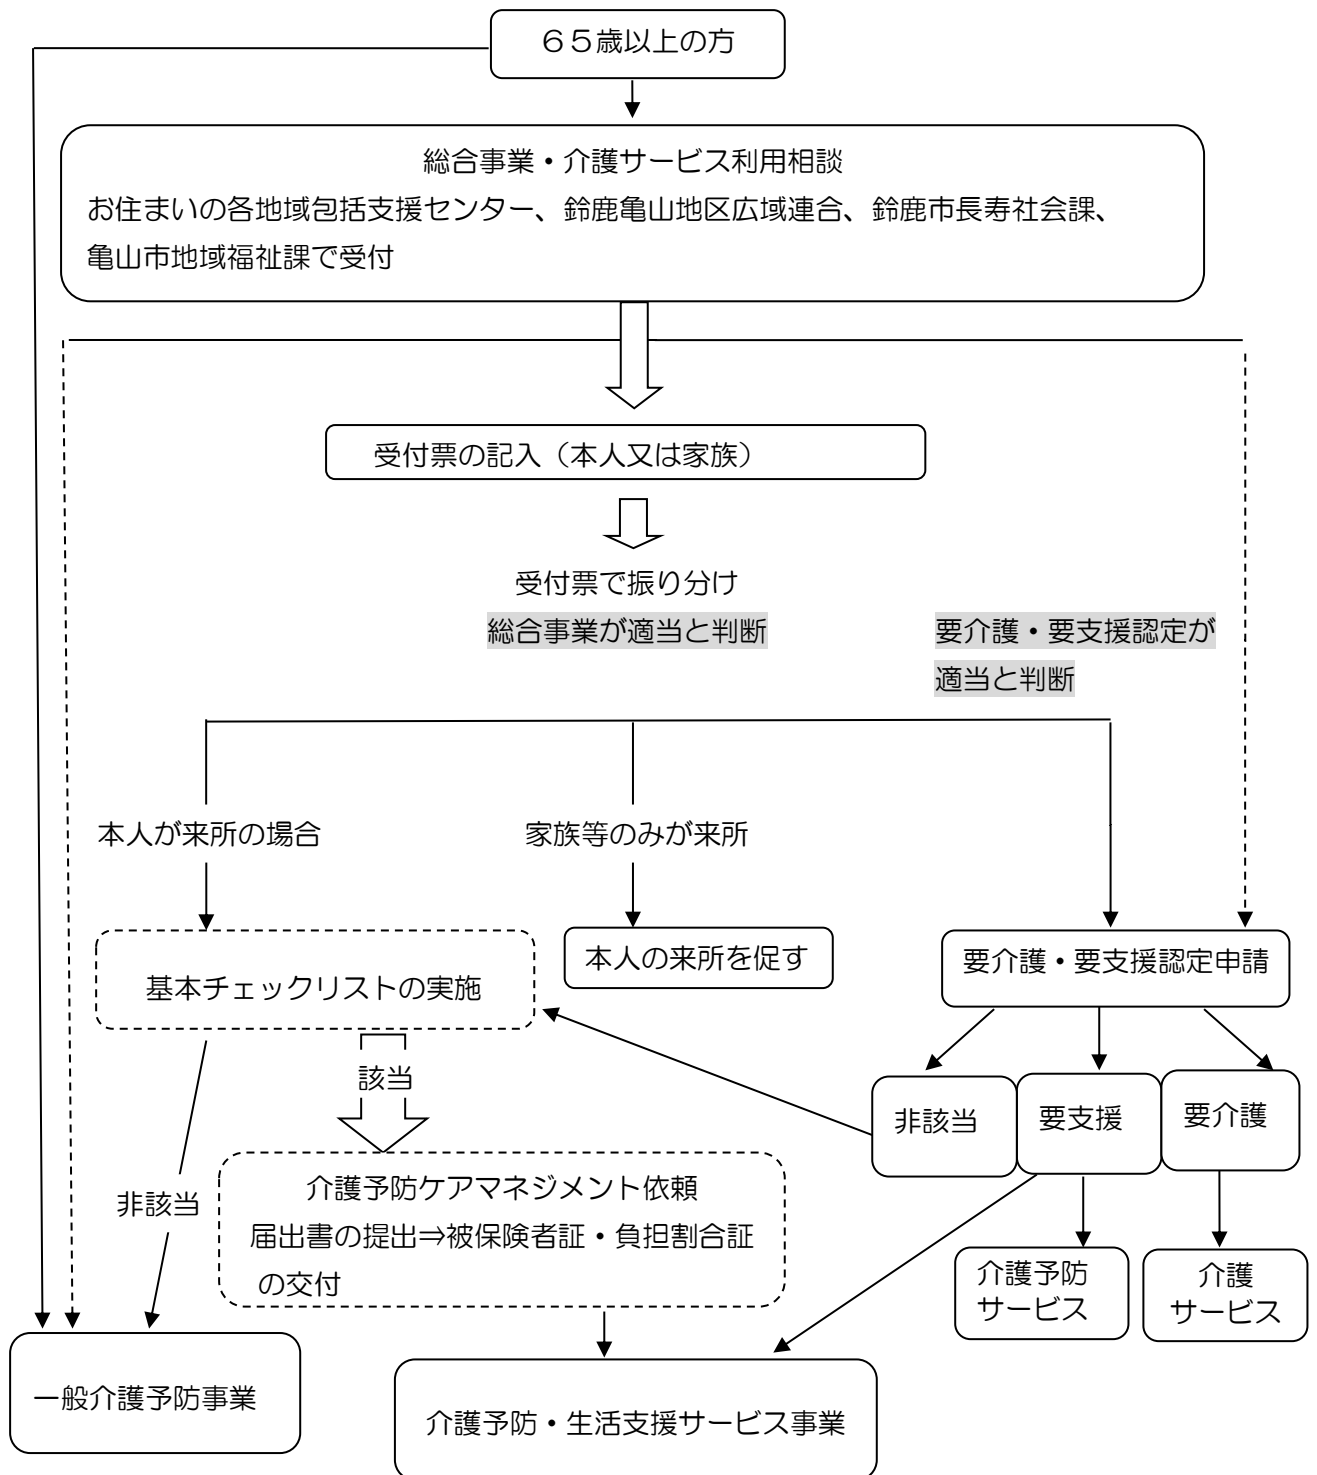 ６５歳以上の方
総合事業・介護サービス利用相談
お住まいの各地域包括支援センター、鈴鹿亀山地区広域連合、鈴鹿市長寿社会課、
亀山市地域福祉課で受付
受付票の記入（本人又は家族）
受付票で振り分け
総合事業が適当と判断
要介護・要支援認定が
適当と判断
本人が来所の場合
家族等のみが来所
基本チェックリストの実施
本人の来所を促す
要介護・要支援認定申請
該当
非該当
要支援
要介護
非該当
介護予防ケアマネジメント依頼
届出書の提出⇒被保険者証・負担割合証
の交付
介護予防
サービス
介護
サービス
一般介護予防事業
介護予防・生活支援サービス事業